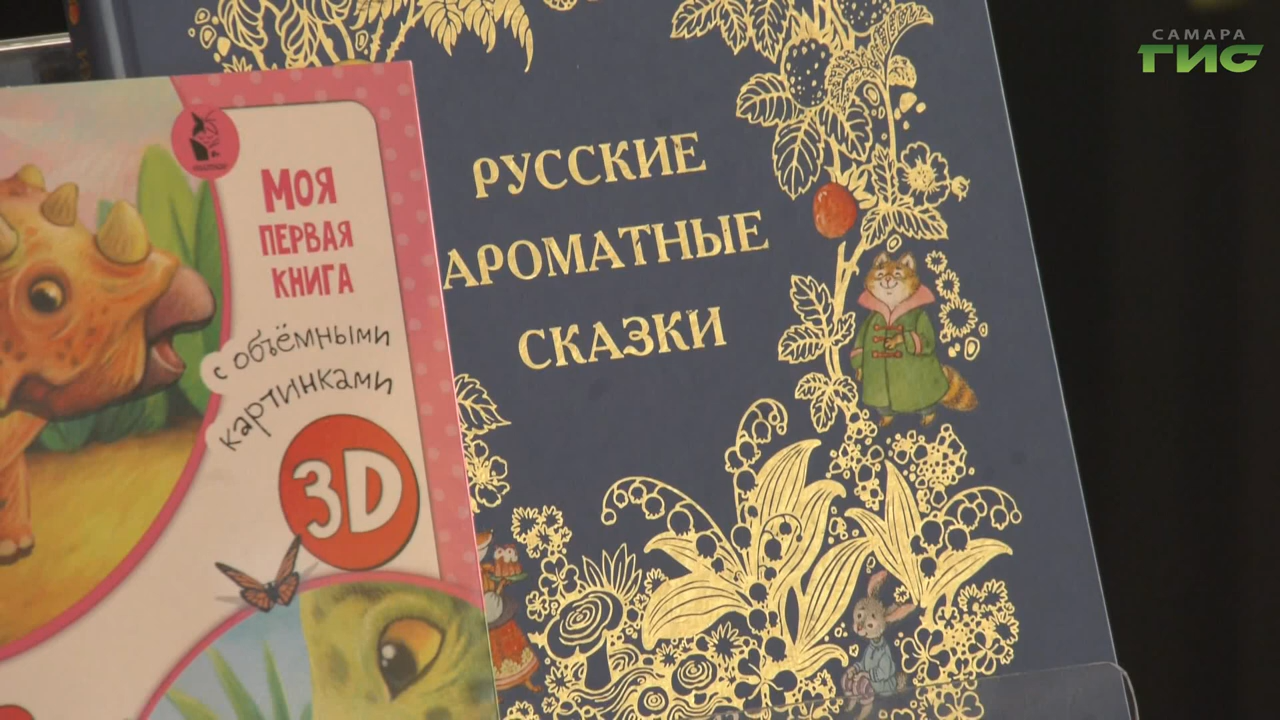 САМАРА
ГИС
РУССКИЕ
АРОМАТНЫЕ
СКАЗКИ
МОЯ
ПЕРВАЯ
КНИГА
с объёмными
картинками
3D